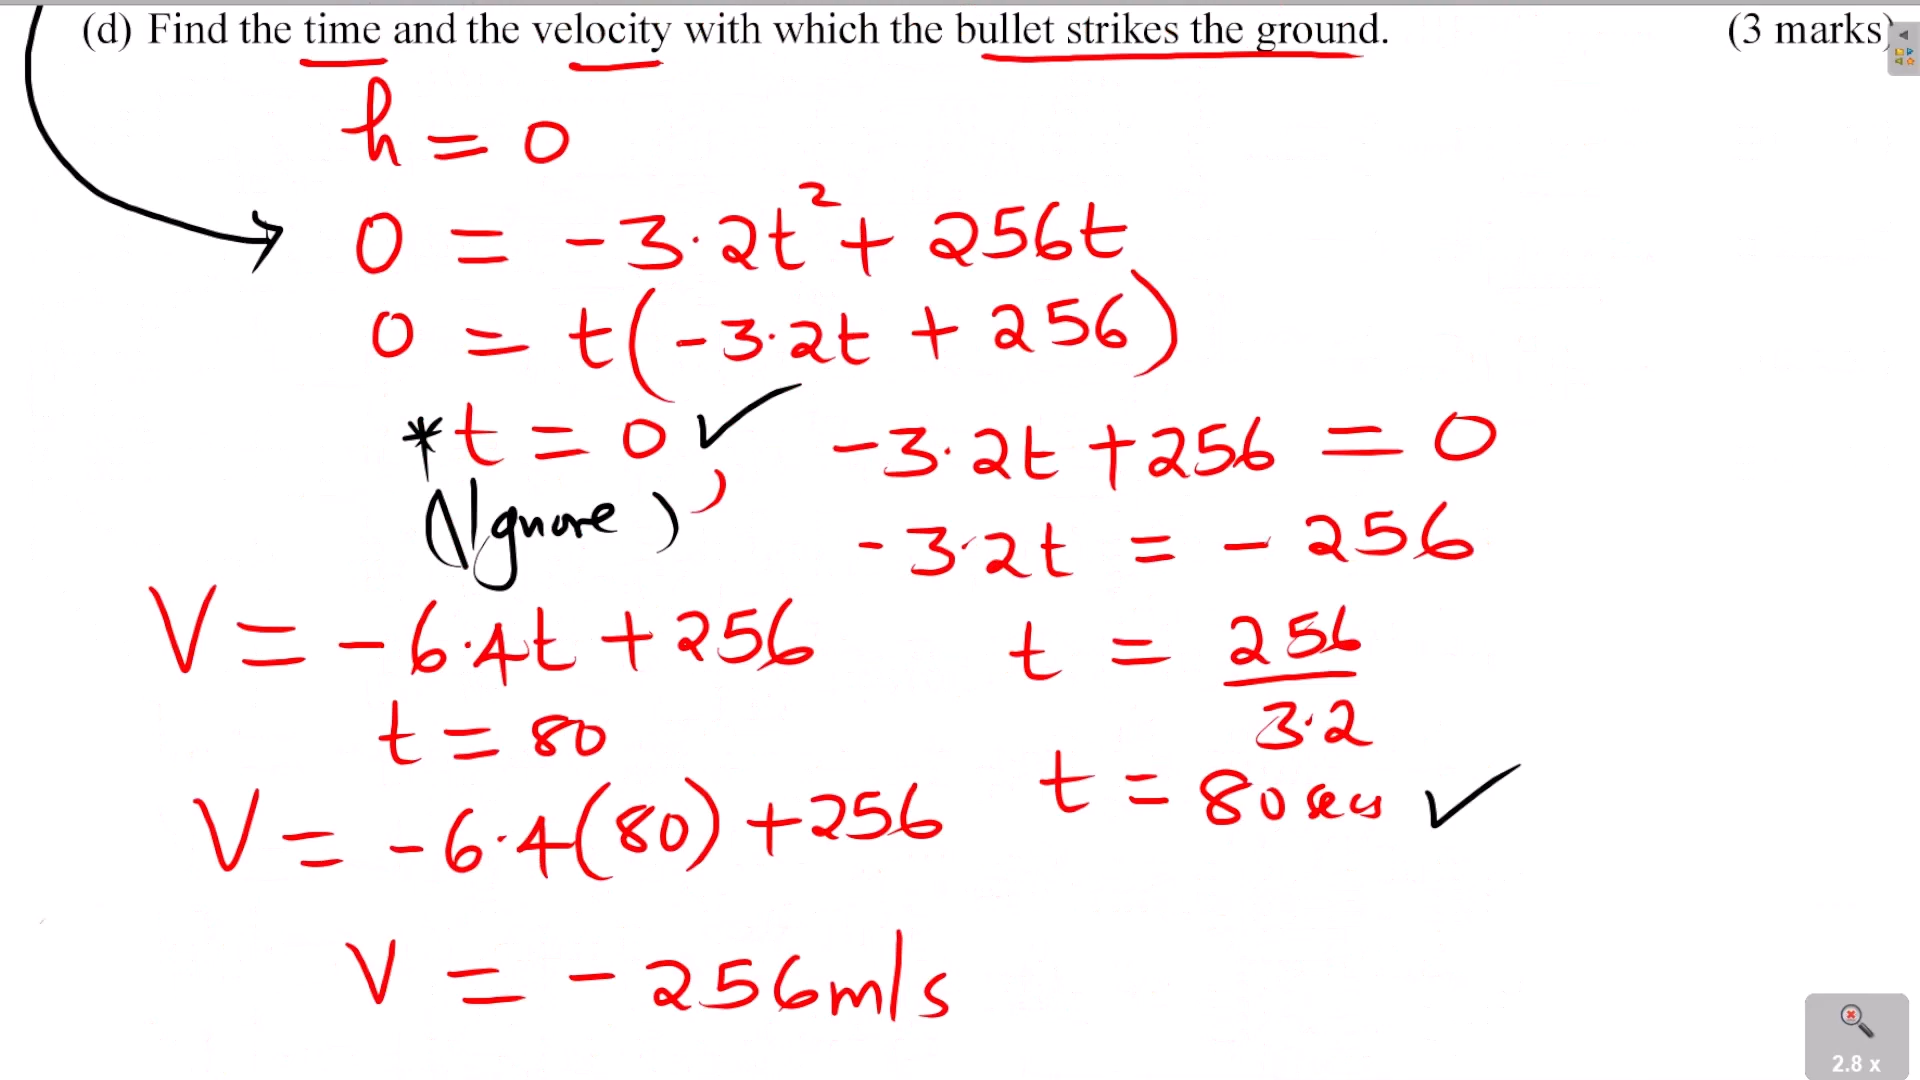 (d) Find the time and the velocity with which the bullet strikes the ground. (3 marks)
h = 0
0 = -3.2t² + 256t
0 = t(-3.2t + 256)
*t = 0 ✓ , -3.2t + 256 = 0
(Ignore)
-3.2t = -256
t = 256/3.2
t = 80 secs ✓
V = -6.4t + 256
t = 80
V = -6.4(80) + 256
V = -256m/s
2.8 x